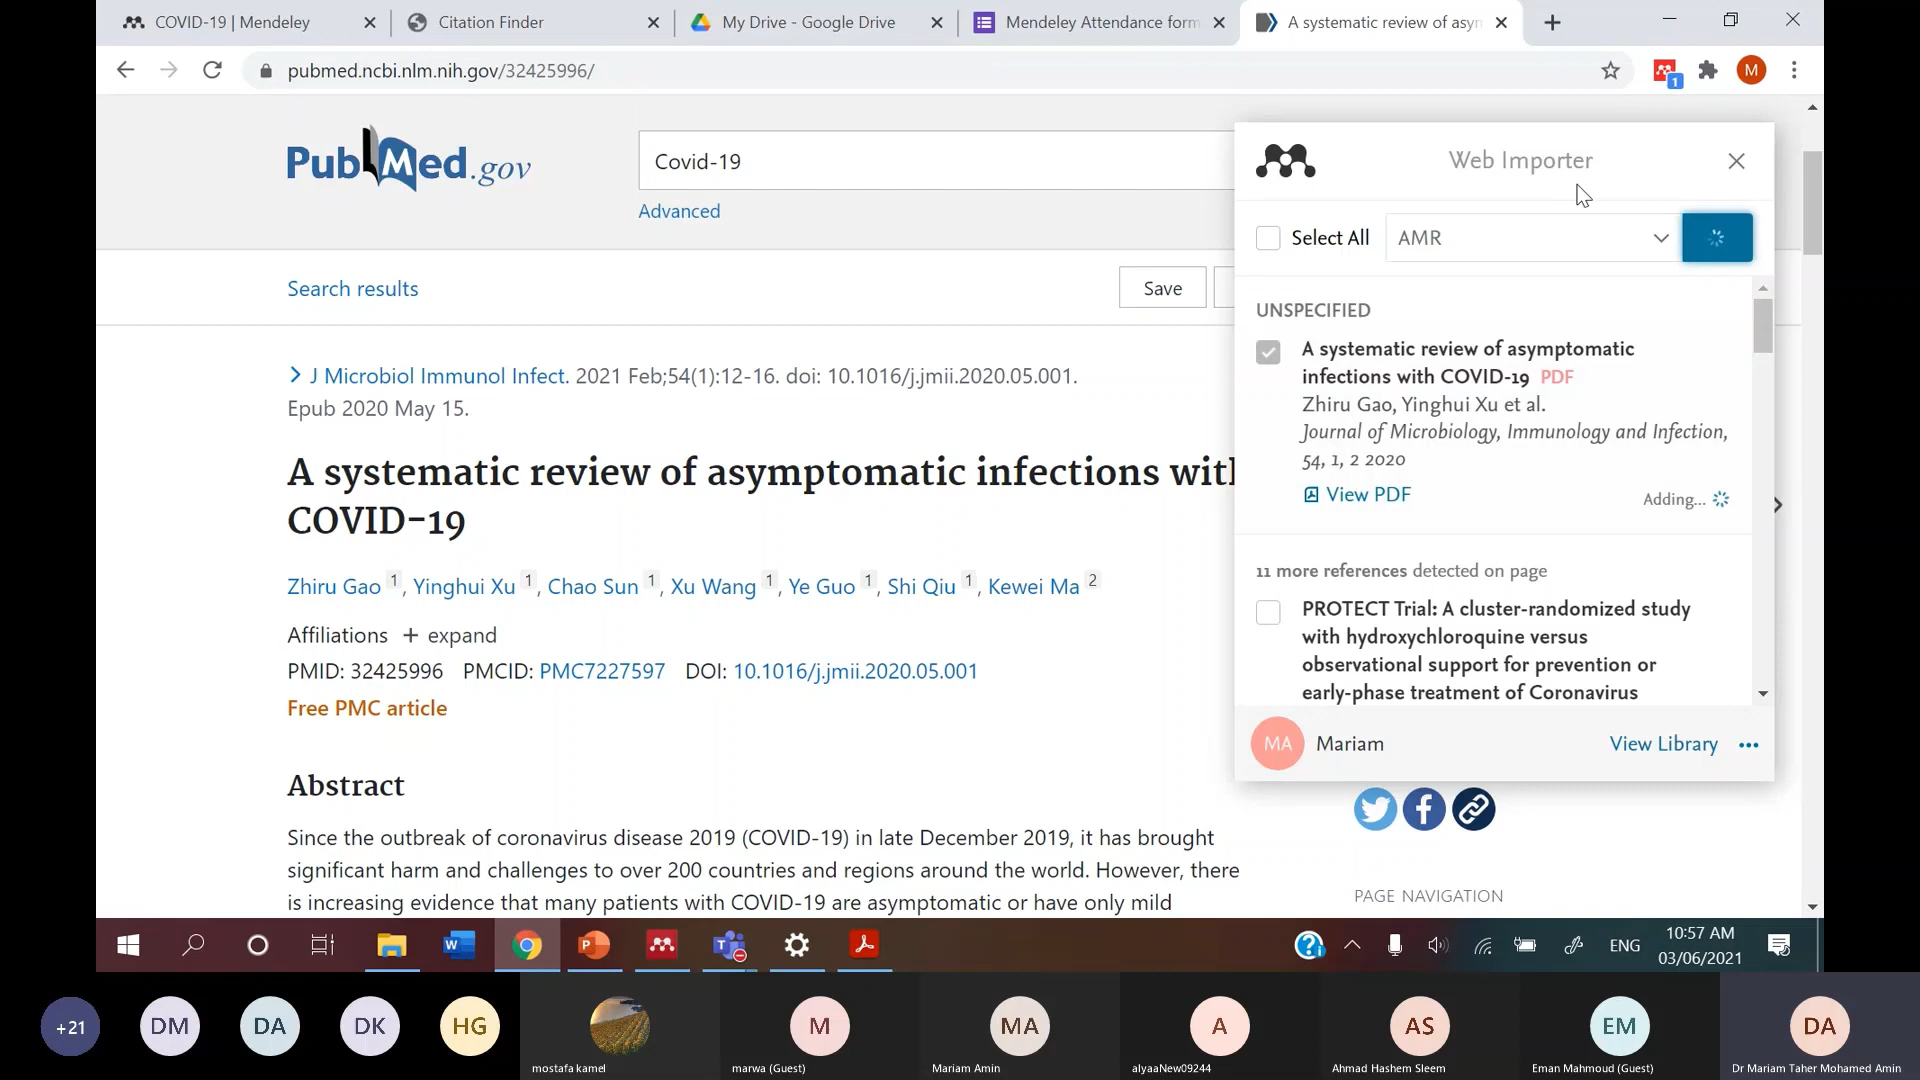 COVID-19 | Mendeley
Citation Finder
My Drive - Google Drive
Mendeley Attendance form
A systematic review of asym
pubmed.ncbi.nlm.nih.gov/32425996/
1
M
PubMed.gov
Covid-19
Advanced
Search results
Save
J Microbiol Immunol Infect. 2021 Feb;54(1):12-16. doi: 10.1016/j.jmii.2020.05.001.
Epub 2020 May 15.
A systematic review of asymptomatic infections with
COVID-19
Zhiru Gao 1, Yinghui Xu 1, Chao Sun 1, Xu Wang 1, Ye Guo 1, Shi Qiu 1, Kewei Ma 2
Affiliations + expand
PMID: 32425996 PMCID: PMC7227597 DOI: 10.1016/j.jmii.2020.05.001
Free PMC article
Abstract
Since the outbreak of coronavirus disease 2019 (COVID-19) in late December 2019, it has brought
significant harm and challenges to over 200 countries and regions around the world. However, there
is increasing evidence that many patients with COVID-19 are asymptomatic or have only mild
Web Importer
Select All
AMR
UNSPECIFIED
A systematic review of asymptomatic
infections with COVID-19 PDF
Zhiru Gao, Yinghui Xu et al.
Journal of Microbiology, Immunology and Infection,
54, 1, 2 2020
View PDF
Adding...
11 more references detected on page
PROTECT Trial: A cluster-randomized study
with hydroxychloroquine versus
observational support for prevention or
early-phase treatment of Coronavirus
MA
Mariam
View Library
PAGE NAVIGATION
ENG
10:57 AM
03/06/2021
+21
DM
DA
DK
HG
mostafa kamel
M
marwa (Guest)
MA
Mariam Amin
A
alyaaNew09244
AS
Ahmad Hashem Sleem
EM
Eman Mahmoud (Guest)
DA
Dr Mariam Taher Mohamed Amin